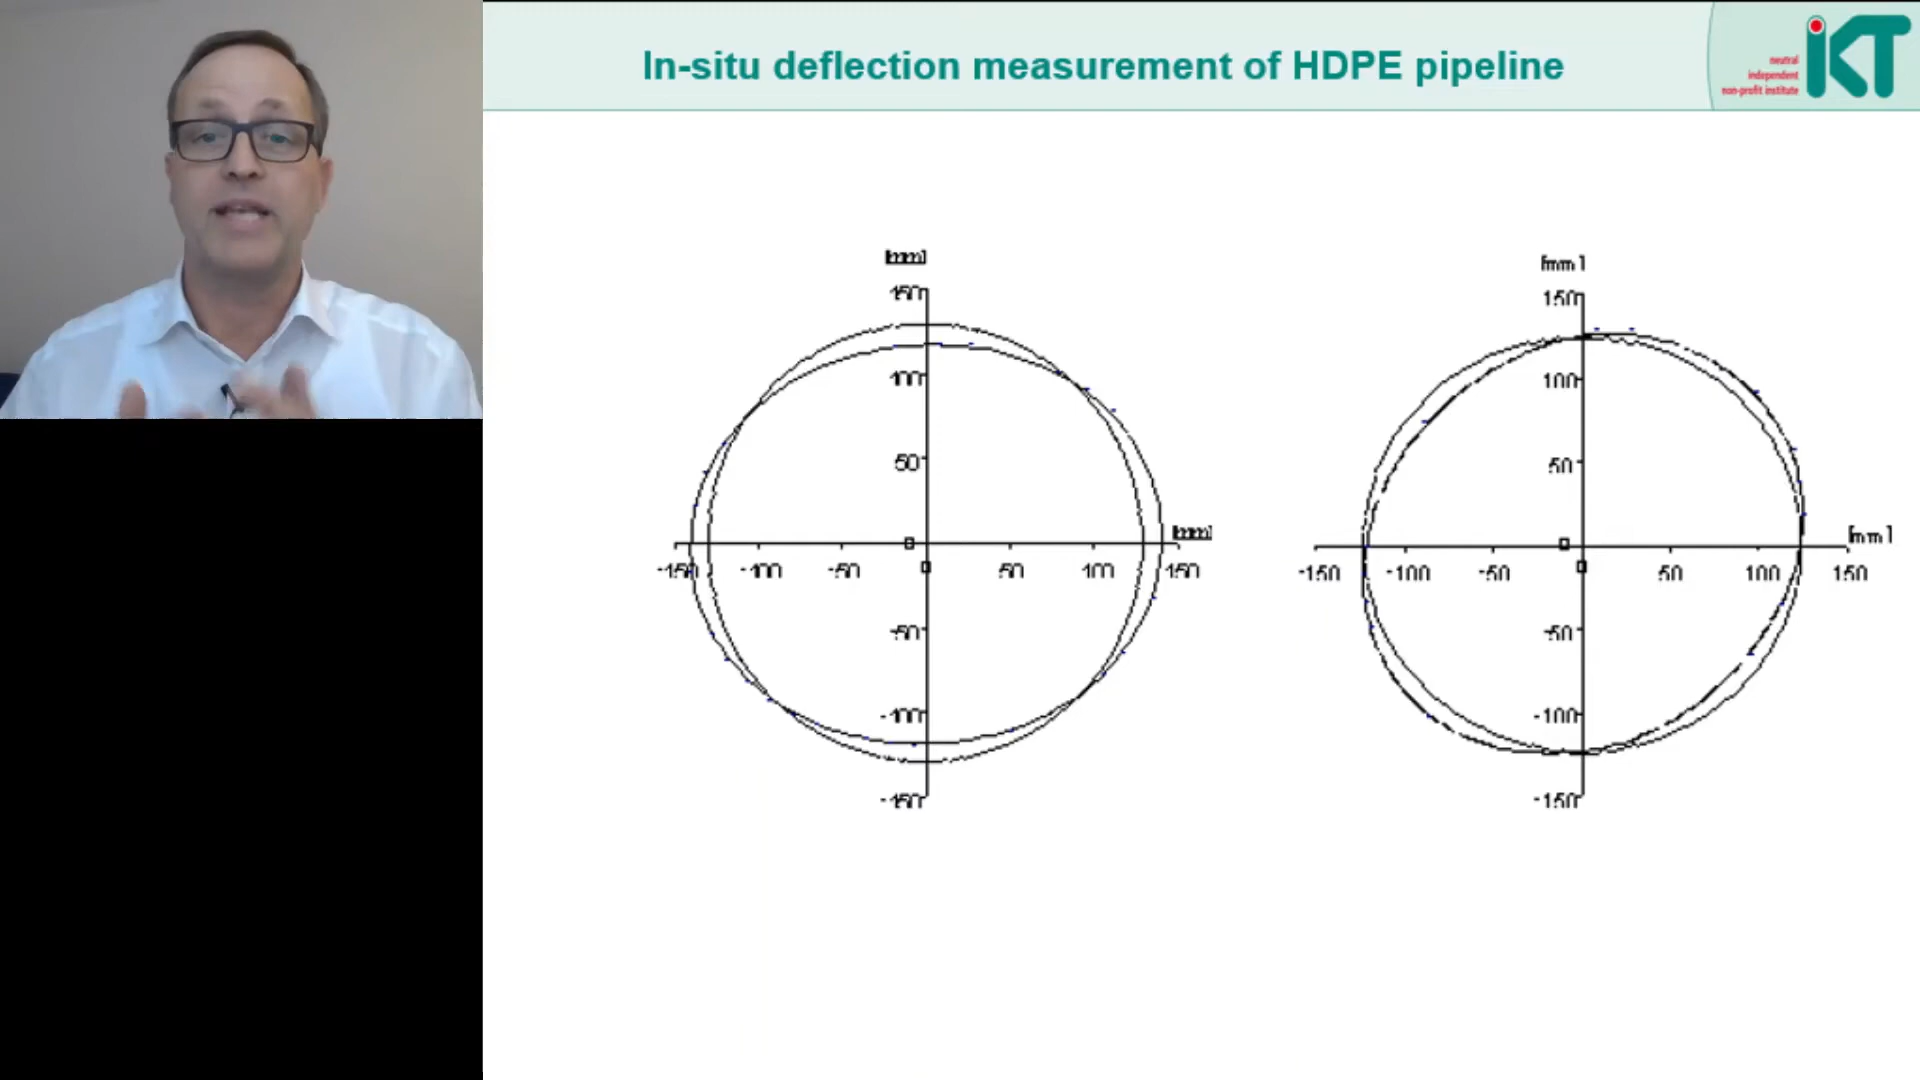 In-situ deflection measurement of HDPE pipeline
neutral
independent
non-profit institute
iKT
[mm]
150
100
50
0
-50
-100
-150
-150 -100 -50 0 50 100 150
[mm]
[mm]
150
100
50
0
-50
-100
-150
-150 -100 -50 0 50 100 150
[mm]